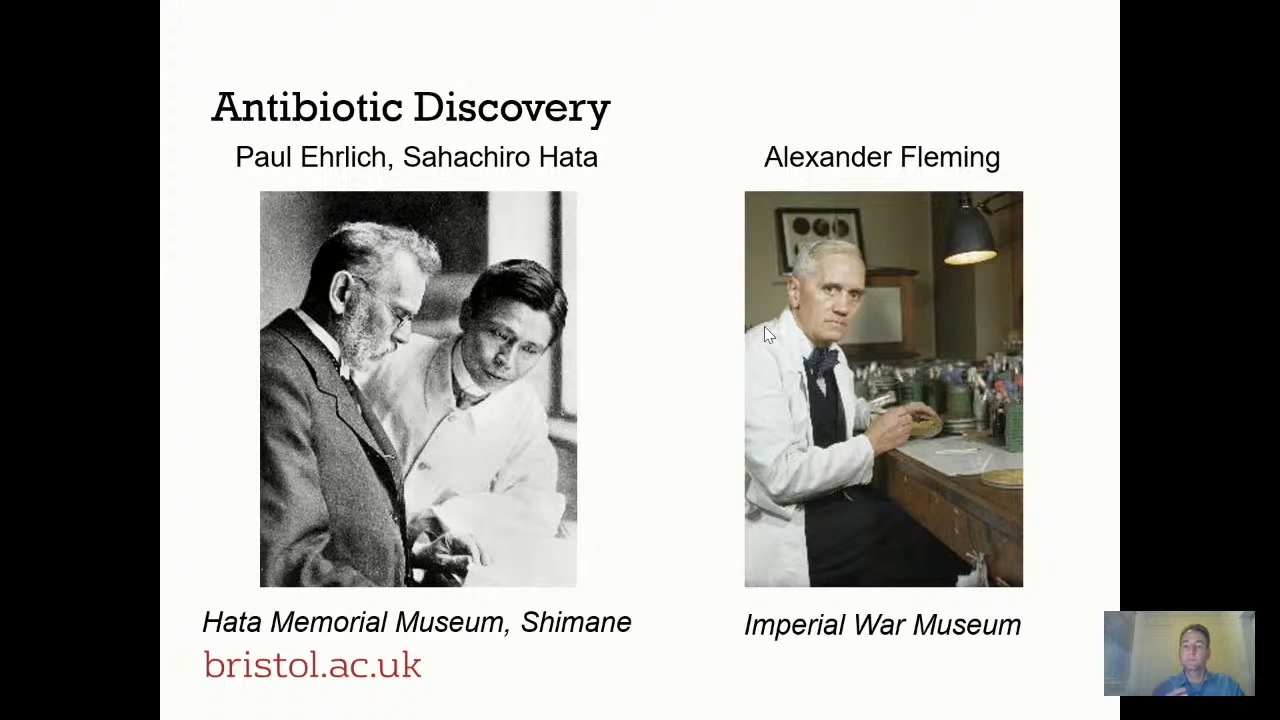 Antibiotic Discovery
Paul Ehrlich, Sahachiro Hata
Alexander Fleming
Hata Memorial Museum, Shimane
Imperial War Museum
bristol.ac.uk